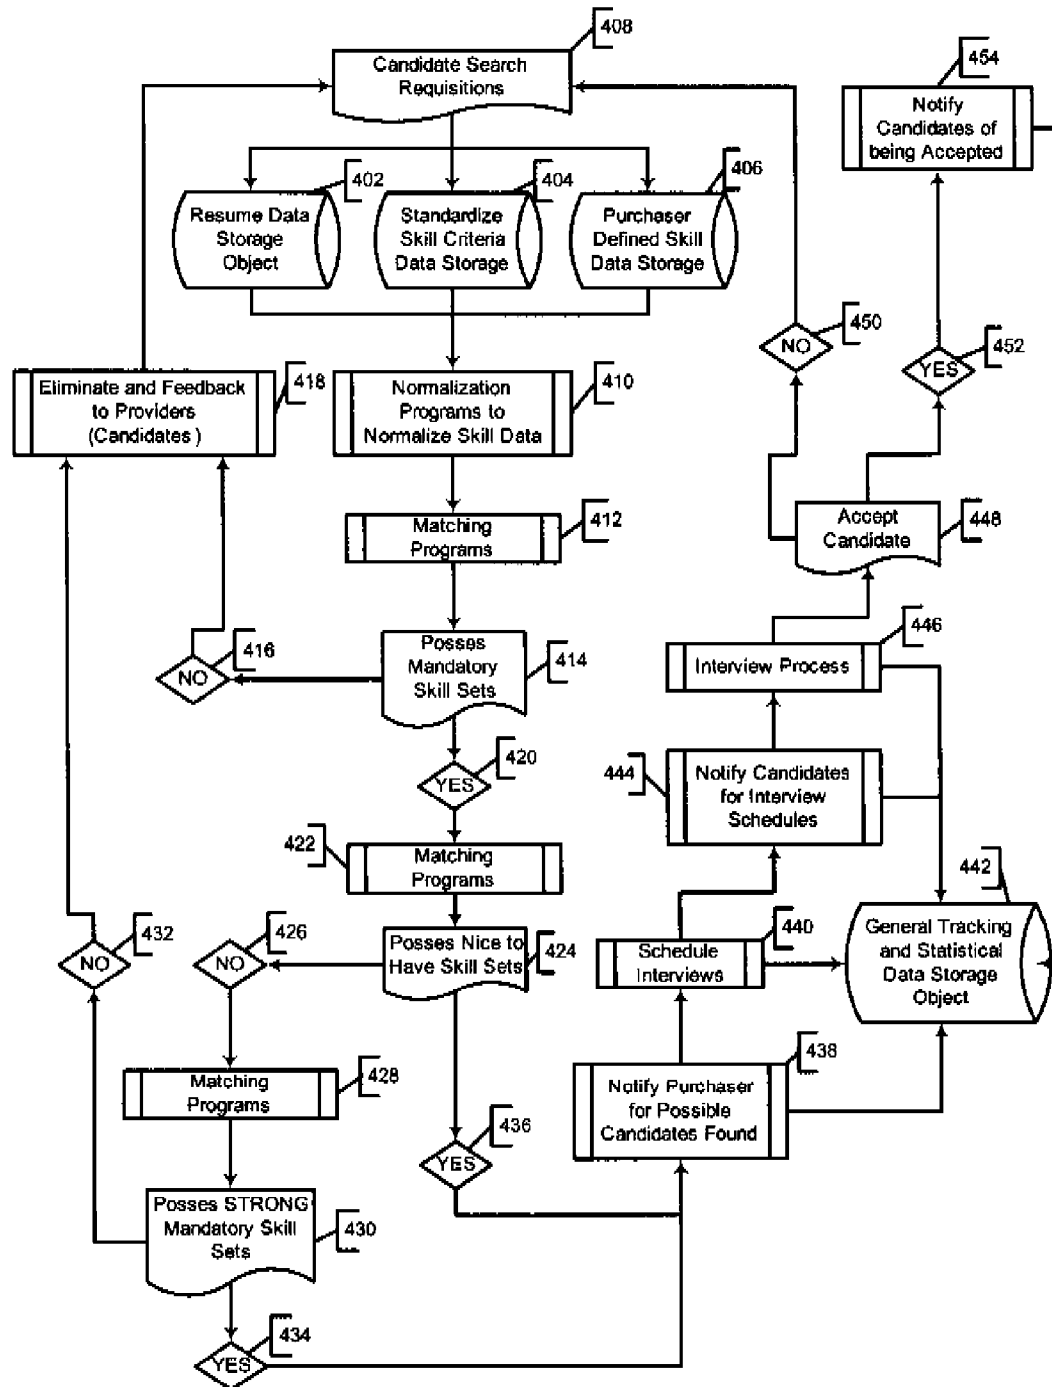 408
Candidate Search
Requisitions
454
Notify
Candidates of
being Accepted
402
404
406
Resume Data
Storage
Object
Standardize
Skill Criteria
Data Storage
Purchaser
Defined Skill
Data Storage
450
NO
452
YES
Eliminate and Feedback
to Providers
(Candidates)
418
Normalization
Programs to
Normalize Skill Data
410
Accept
Candidate
448
Matching
Programs
412
416
NO
Posses
Mandatory
Skill Sets
414
446
Interview Process
420
YES
444
Notify Candidates
for Interview
Schedules
422
Matching
Programs
442
General Tracking
and Statistical
Data Storage
Object
432
NO
426
NO
Posses Nice to
Have Skill Sets
424
440
Schedule
Interviews
428
Matching
Programs
438
Notify Purchaser
for Possible
Candidates Found
436
YES
Posses STRONG
Mandatory Skill
Sets
430
434
YES